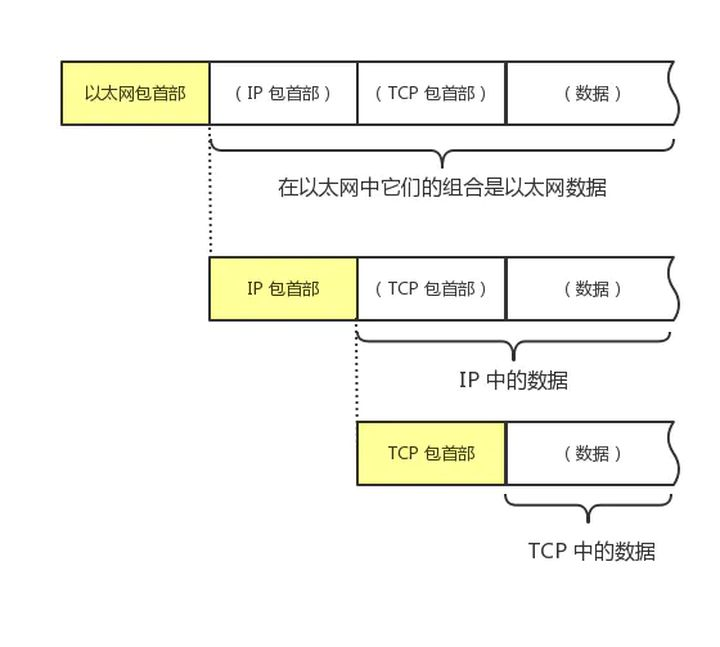 以太网包首部 （ IP 包首部 ） （ TCP 包首部 ） （ 数据 ）
在以太网中它们的组合是以太网数据
IP 包首部 （ TCP 包首部 ） （ 数据 ）
IP 中的数据
TCP 包首部 （ 数据 ）
TCP 中的数据